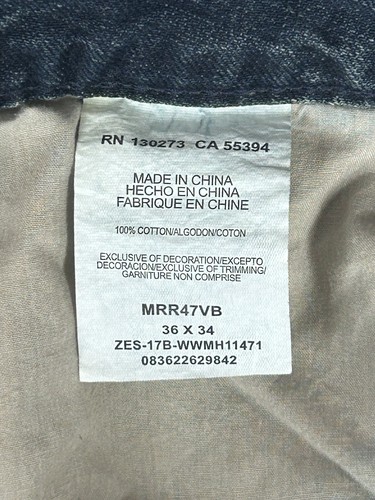 RN 130273 CA 55394
MADE IN CHINA
HECHO EN CHINA
FABRIQUE EN CHINE
100% COTTON/ALGODON/COTON
EXCLUSIVE OF DECORATION/EXCEPTO
DECORACION/EXCLUSIVE OF TRIMMING/
GARNITURE NON COMPRISE
MRR47VB
36 X 34
ZES-17B-WWMH11471
083622629842